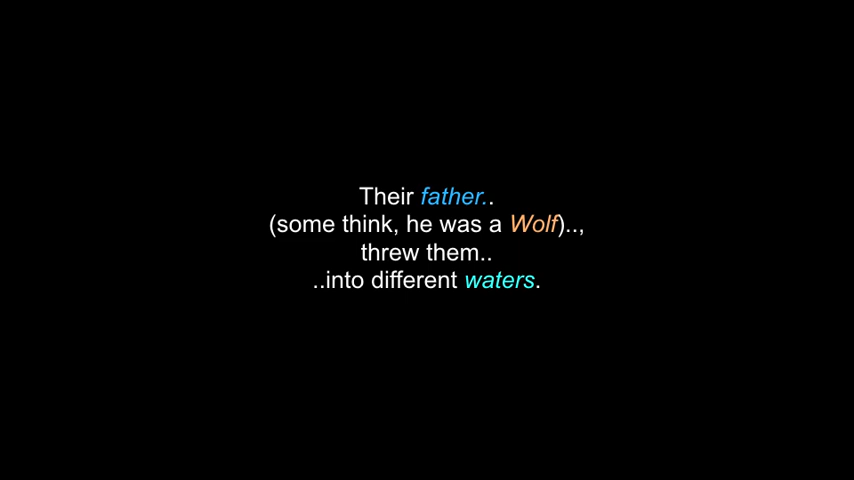 Their father..
(some think, he was a Wolf)..,
threw them..
..into different waters.